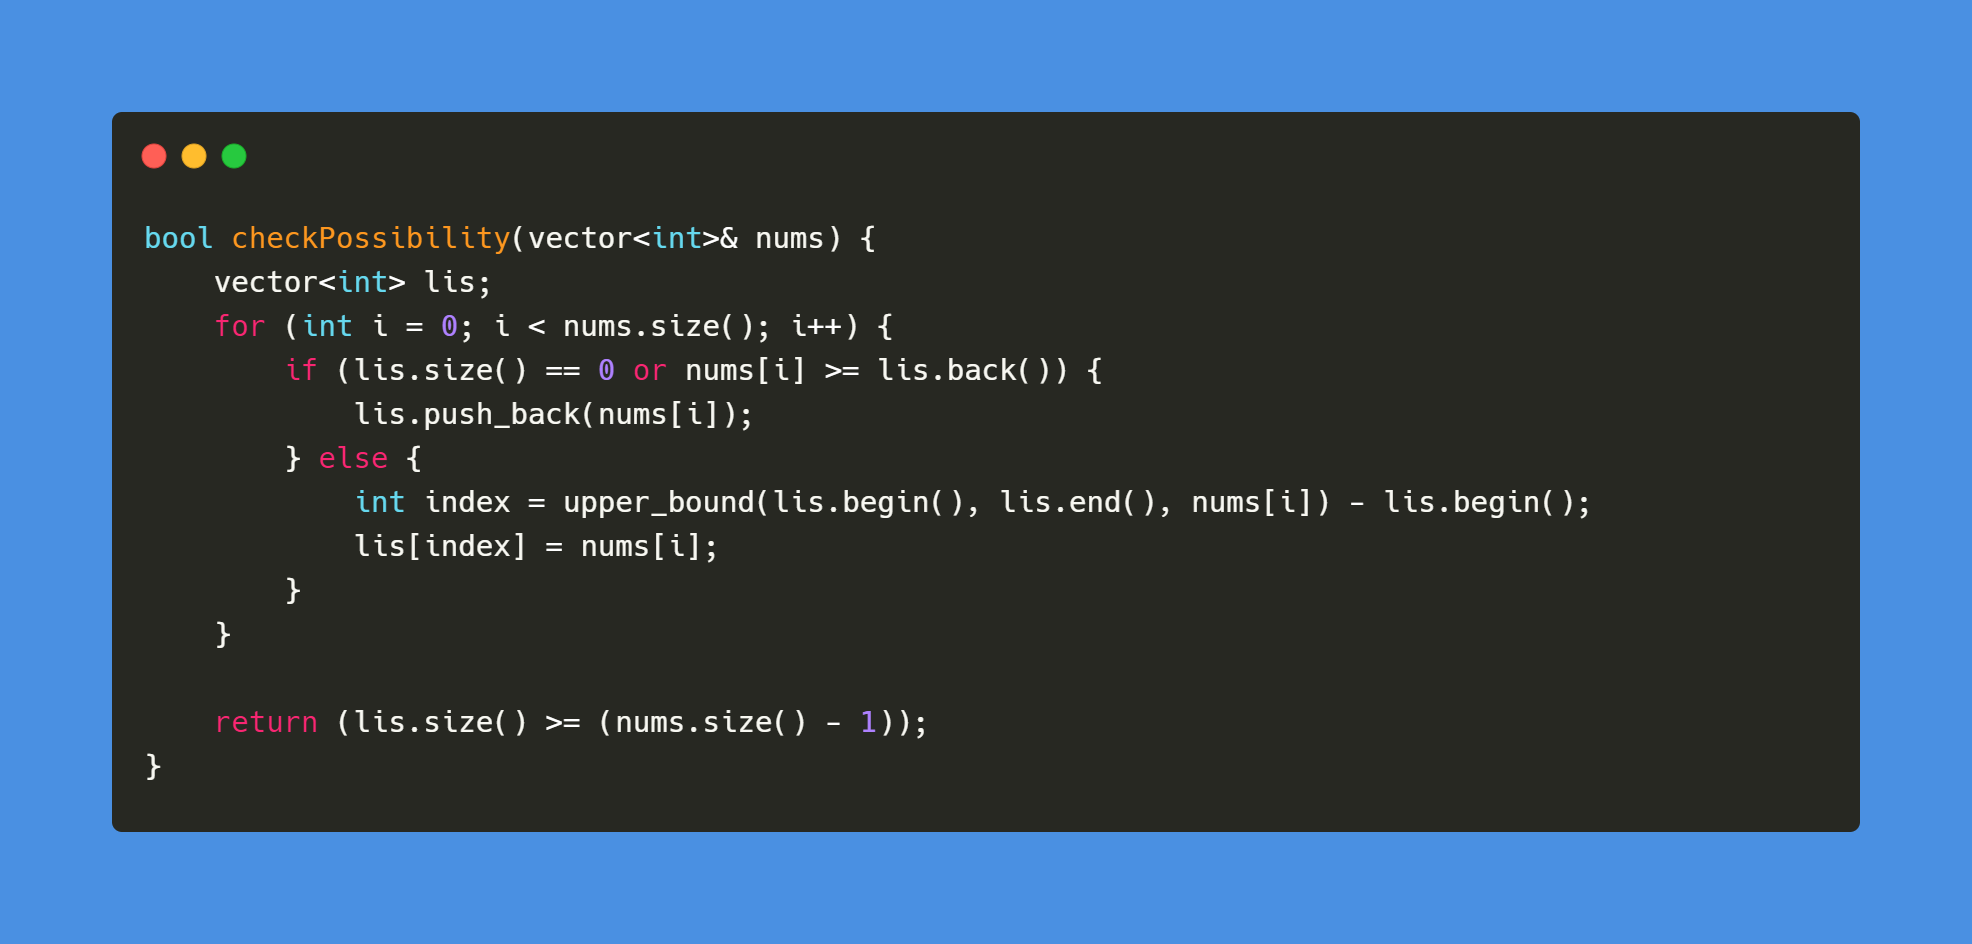 bool checkPossibility(vector<int>& nums) {
    vector<int> lis;
    for (int i = 0; i < nums.size(); i++) {
        if (lis.size() == 0 or nums[i] >= lis.back()) {
            lis.push_back(nums[i]);
        } else {
            int index = upper_bound(lis.begin(), lis.end(), nums[i]) - lis.begin();
            lis[index] = nums[i];
        }
    }

    return (lis.size() >= (nums.size() - 1));
}